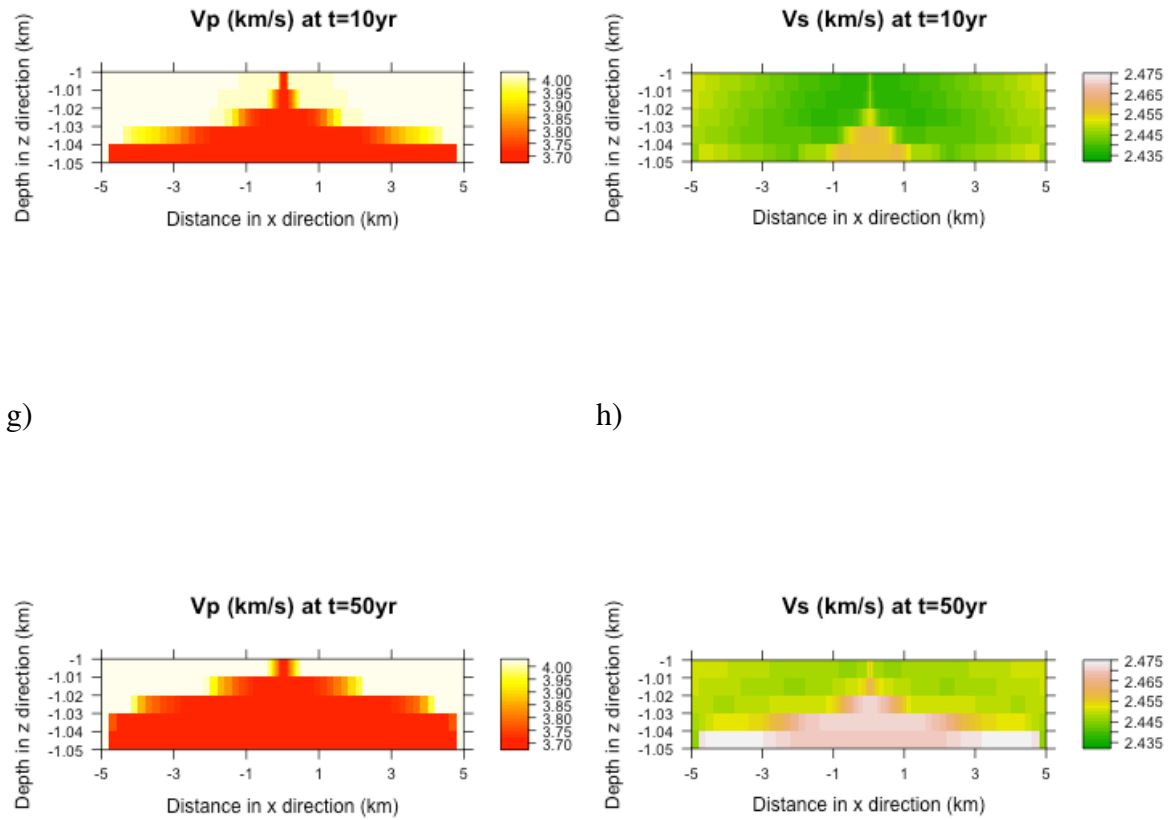 Vp (km/s) at t=10yr
Depth in z direction (km)
-1
-1.01
-1.02
-1.03
-1.04
-1.05
-5 -3 -1 1 3 5
Distance in x direction (km)
4.00
3.95
3.90
3.85
3.80
3.75
3.70
Vs (km/s) at t=10yr
Depth in z direction (km)
-1
-1.01
-1.02
-1.03
-1.04
-1.05
-5 -3 -1 1 3 5
Distance in x direction (km)
2.475
2.465
2.455
2.445
2.435
g)
h)
Vp (km/s) at t=50yr
Depth in z direction (km)
-1
-1.01
-1.02
-1.03
-1.04
-1.05
-5 -3 -1 1 3 5
Distance in x direction (km)
4.00
3.95
3.90
3.85
3.80
3.75
3.70
Vs (km/s) at t=50yr
Depth in z direction (km)
-1
-1.01
-1.02
-1.03
-1.04
-1.05
-5 -3 -1 1 3 5
Distance in x direction (km)
2.475
2.465
2.455
2.445
2.435